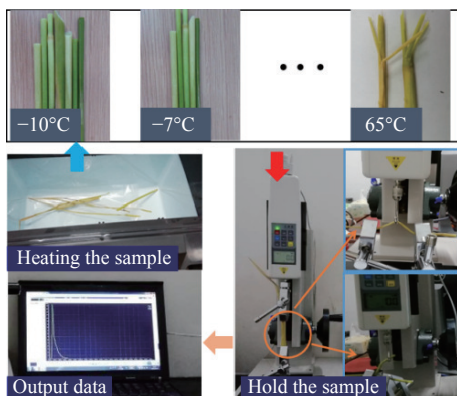 −10°C
−7°C
65°C
Heating the sample
Output data
Hold the sample